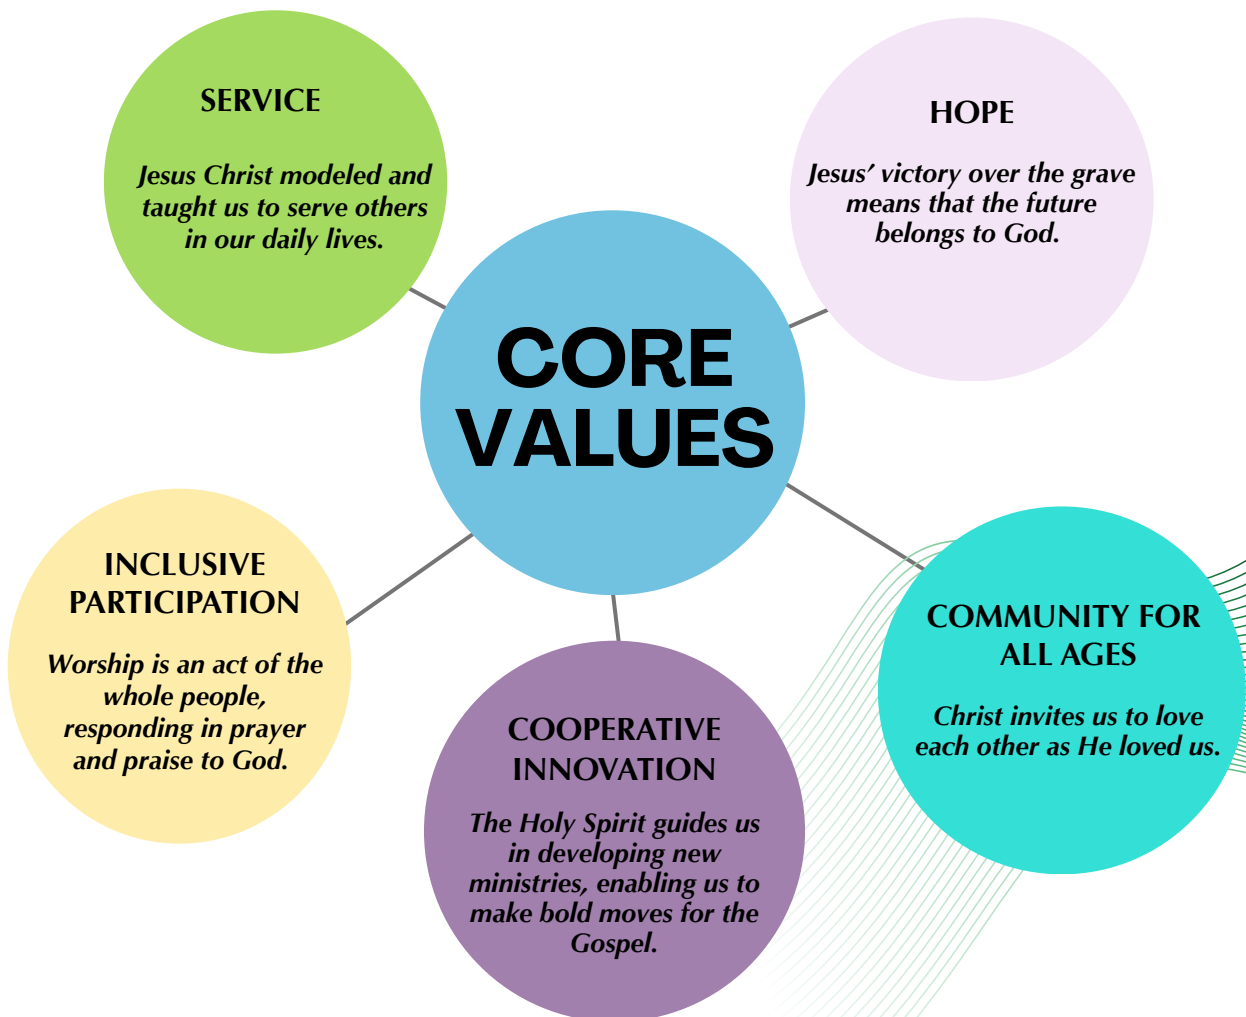 SERVICE
Jesus Christ modeled and
taught us to serve others
in our daily lives.
HOPE
Jesus’ victory over the grave
means that the future
belongs to God.
CORE
VALUES
INCLUSIVE
PARTICIPATION
Worship is an act of the
whole people,
responding in prayer
and praise to God.
COOPERATIVE
INNOVATION
The Holy Spirit guides us
in developing new
ministries, enabling us to
make bold moves for the
Gospel.
COMMUNITY FOR
ALL AGES
Christ invites us to love
each other as He loved us.